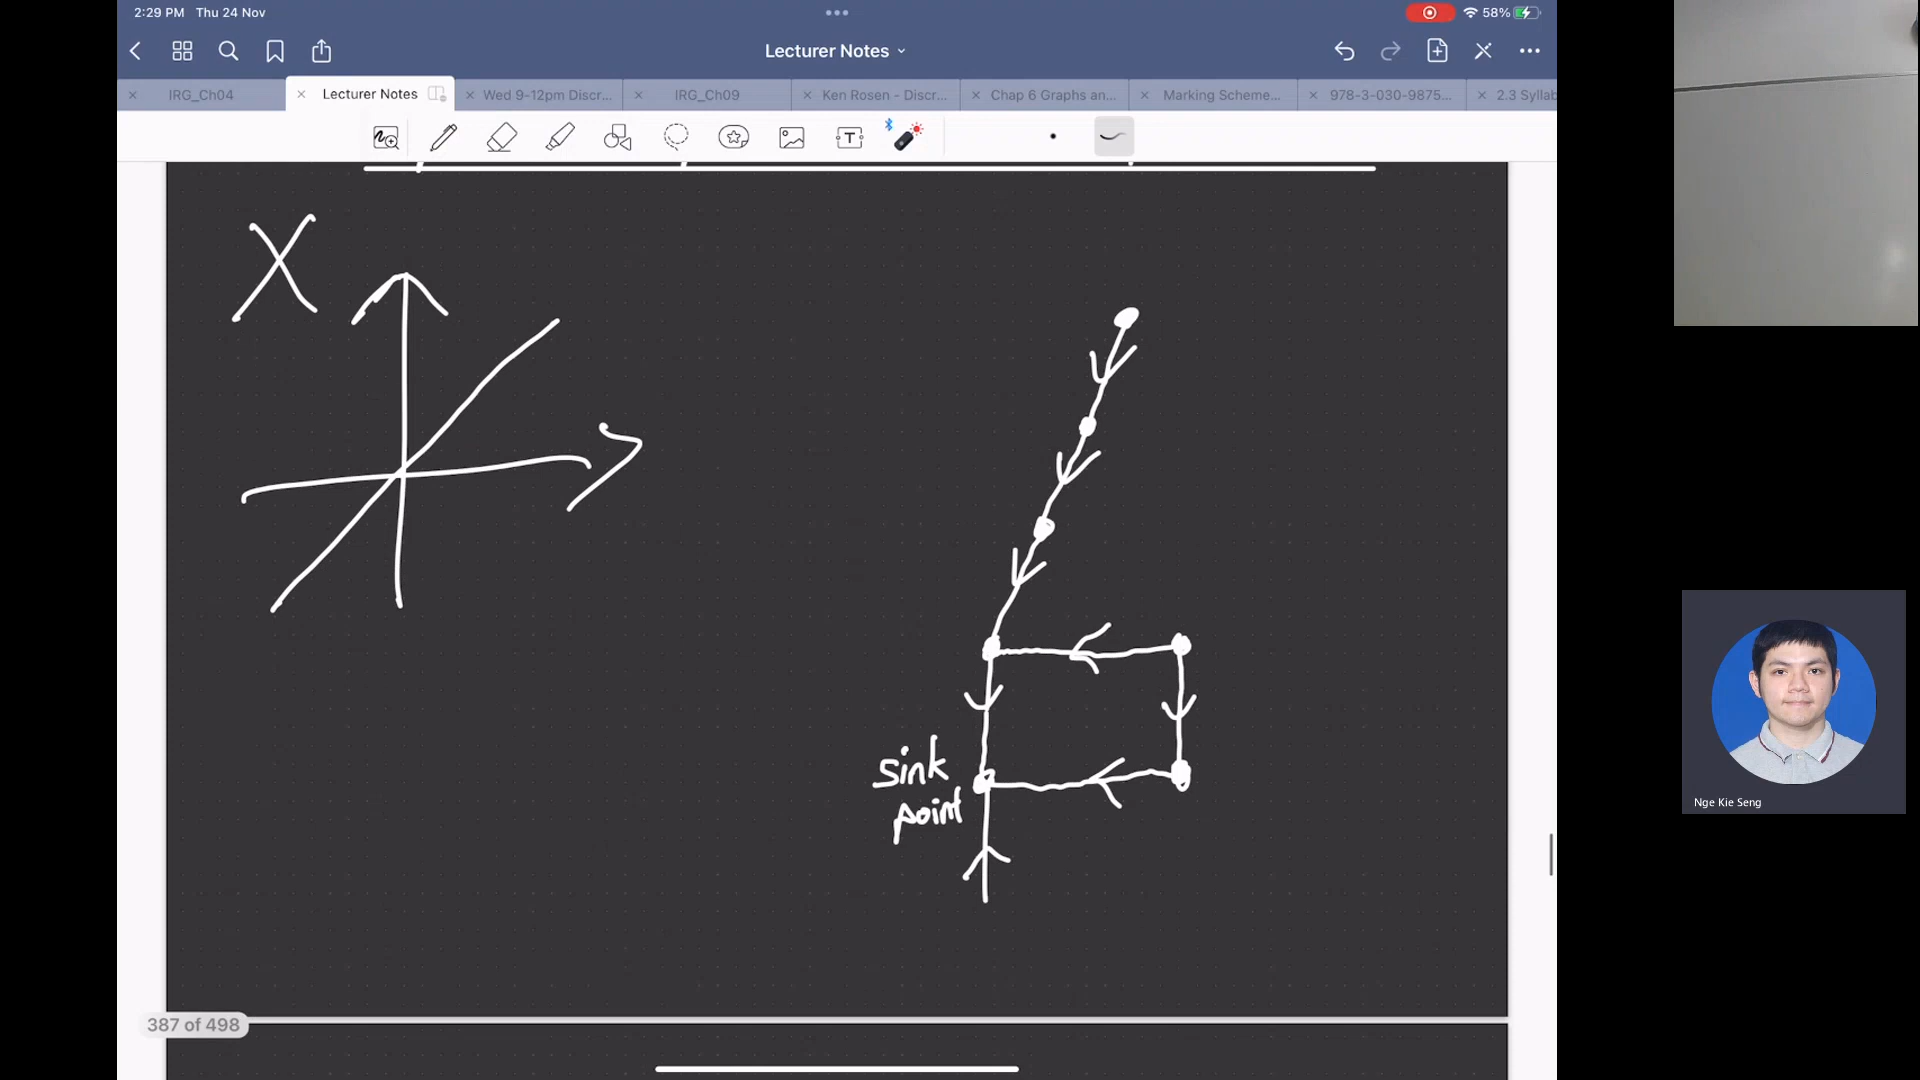 2:29 PM Thu 24 Nov
58%
Lecturer Notes
IRG_Ch04
Lecturer Notes
Wed 9-12pm Discr...
IRG_Ch09
Ken Rosen - Discr...
Chap 6 Graphs an...
Marking Scheme...
978-3-030-9875...
2.3 Syllab
X
sink
point
387 of 498
Nge Kie Seng